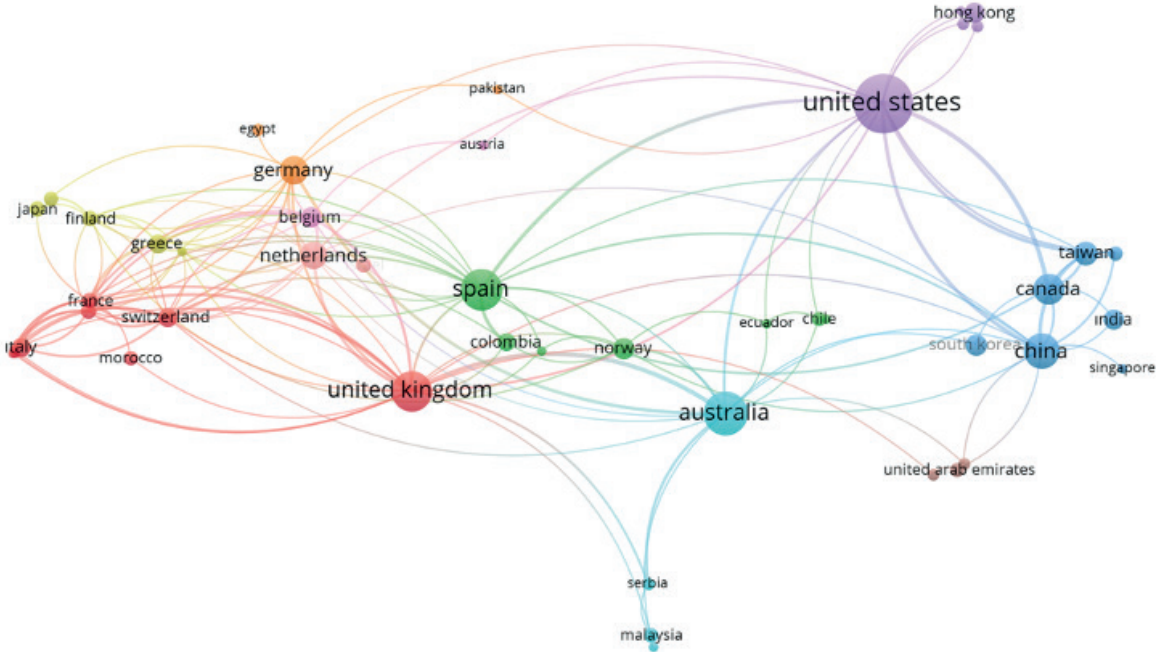 hong kong
pakistan
united states
egypt
austria
germany
japan
finland
belgium
greece
netherlands
taiwan
spain
canada
france
switzerland
ecuador
chile
india
italy
morocco
colombia
norway
south korea
china
singapore
united kingdom
australia
united arab emirates
serbia
malaysia